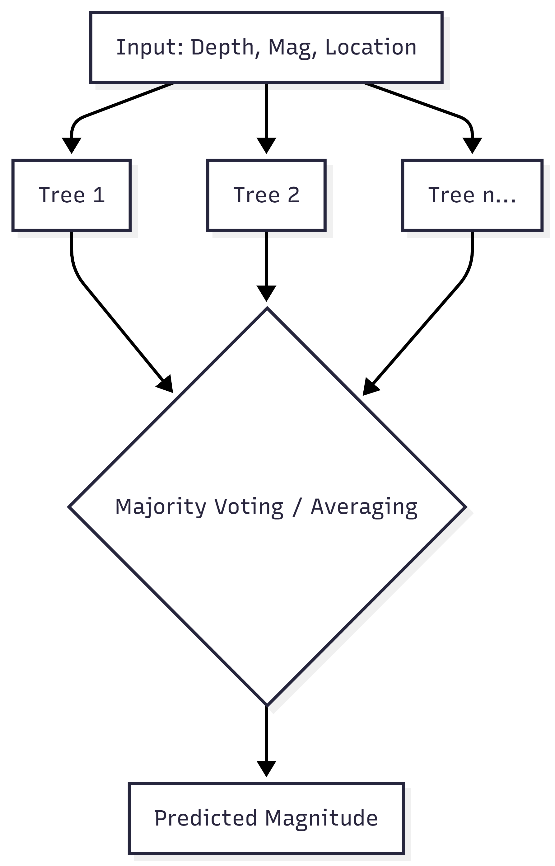 Input: Depth, Mag, Location
Tree 1
Tree 2
Tree n...
Majority Voting / Averaging
Predicted Magnitude